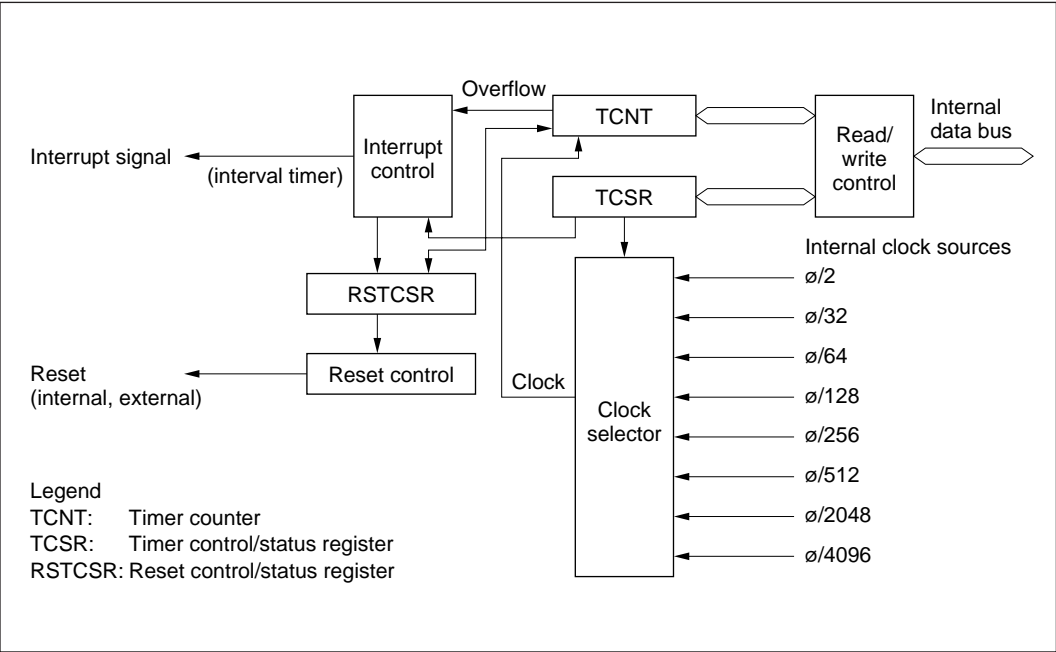 Overflow
TCNT
Internal
data bus
Read/
write
control
Interrupt
control
Interrupt signal
(interval timer)
TCSR
Internal clock sources
RSTCSR
ø/2
ø/32
ø/64
Reset control
Reset
(internal, external)
Clock
ø/128
Clock
selector
ø/256
ø/512
ø/2048
ø/4096
Legend
TCNT: Timer counter
TCSR: Timer control/status register
RSTCSR: Reset control/status register